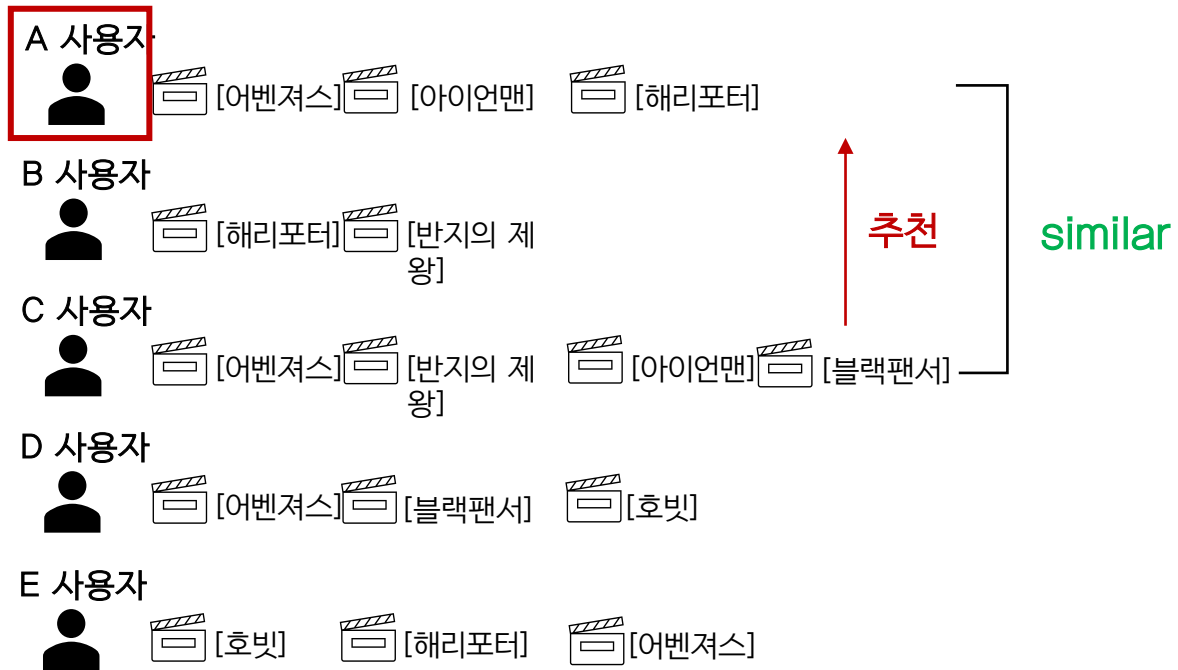 A 사용자
[어벤져스] [아이언맨] [해리포터]
B 사용자
[해리포터] [반지의 제
왕]
추천
similar
C 사용자
[어벤져스] [반지의 제
왕] [아이언맨] [블랙팬서]
D 사용자
[어벤져스] [블랙팬서] [호빗]
E 사용자
[호빗] [해리포터] [어벤져스]